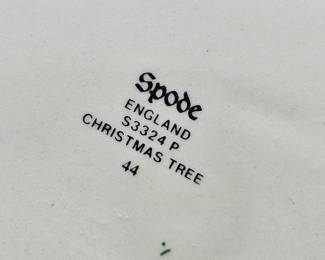 Spode
ENGLAND
S3324 P
CHRISTMAS TREE
44